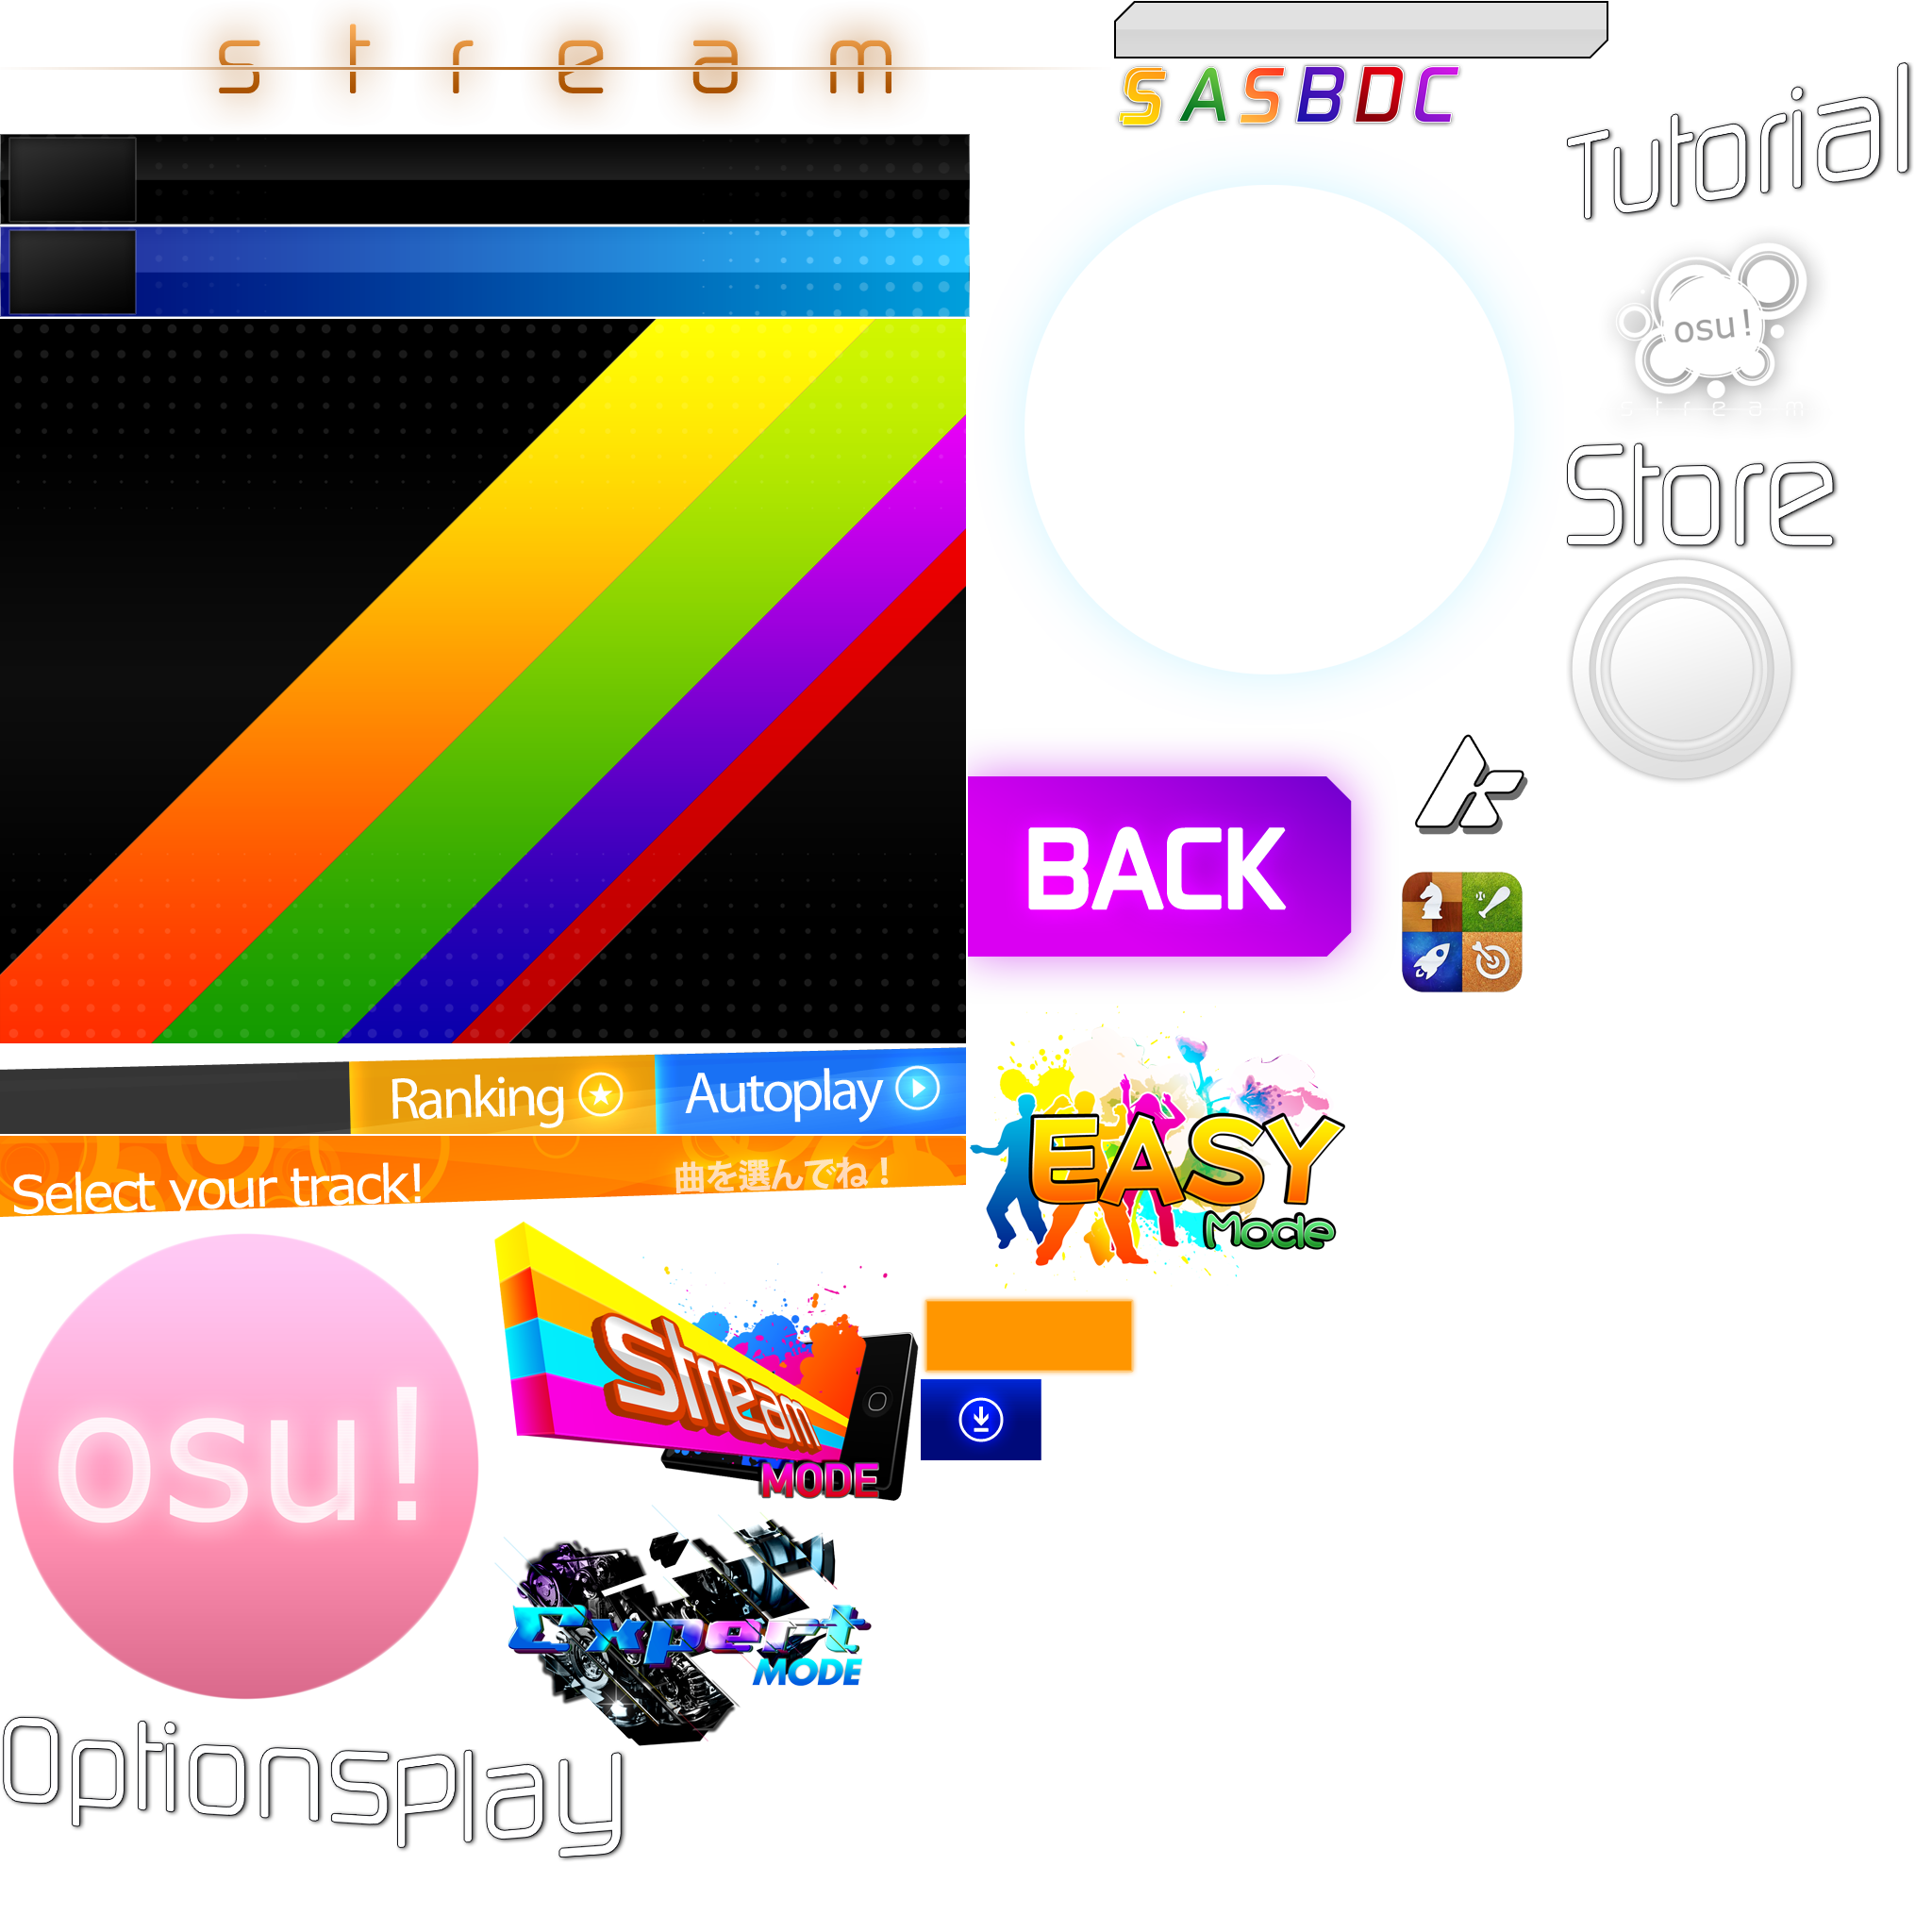 stream
SASBDC
Tutorial
osu!
stream
Store
BACK
Ranking
Autoplay
Select your track!
曲を選んでね！
EASY
Mode
osu!
Stream
MODE
Expert
MODE
Options
Play